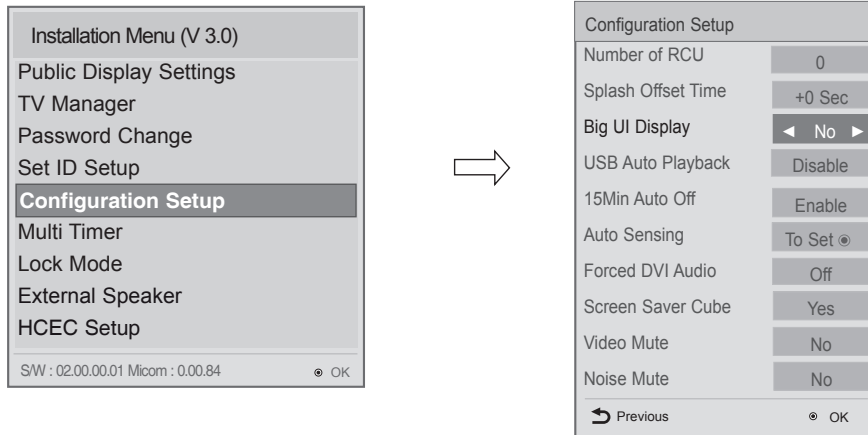 Installation Menu (V 3.0)
Public Display Settings
TV Manager
Password Change
Set ID Setup
Configuration Setup
Multi Timer
Lock Mode
External Speaker
HCEC Setup
S/W : 02.00.00.01 Micom : 0.00.84 ◉ OK
Configuration Setup
Number of RCU 0
Splash Offset Time +0 Sec
Big UI Display ◄ No ►
USB Auto Playback Disable
15Min Auto Off Enable
Auto Sensing To Set ◉
Forced DVI Audio Off
Screen Saver Cube Yes
Video Mute No
Noise Mute No
Previous ◉ OK